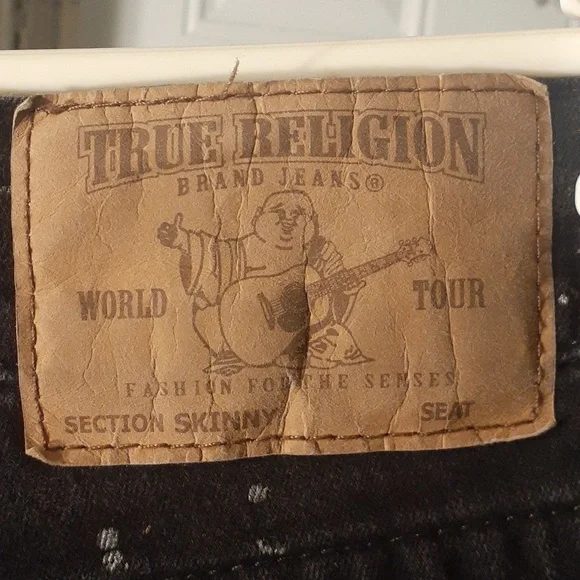 TRUE RELIGION
BRAND JEANS®
WORLD TOUR
FASHION FOR THE SENSES
SECTION SKINNY SEAT